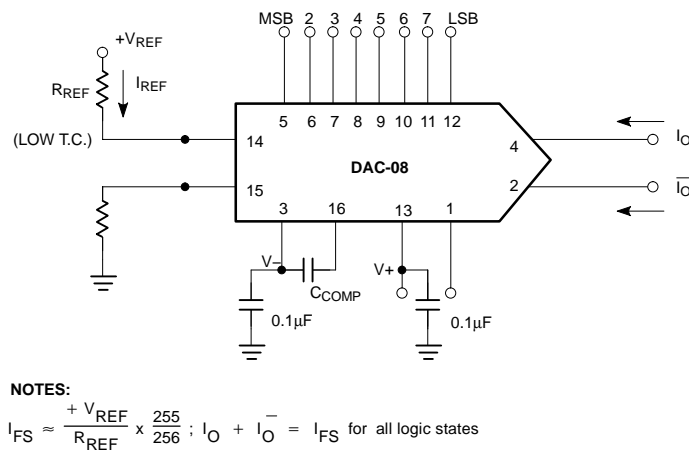 MSB 2 3 4 5 6 7 LSB
+VREF
RREF
IREF
(LOW T.C.)
5 6 7 8 9 10 11 12
14
4
IO
DAC-08
15
2
IO
3 16 13 1
V–
V+
CCOMP
0.1μF
0.1μF
NOTES:
IFS ≈ + VREF / RREF x 255 / 256 ; IO + IO = IFS for all logic states